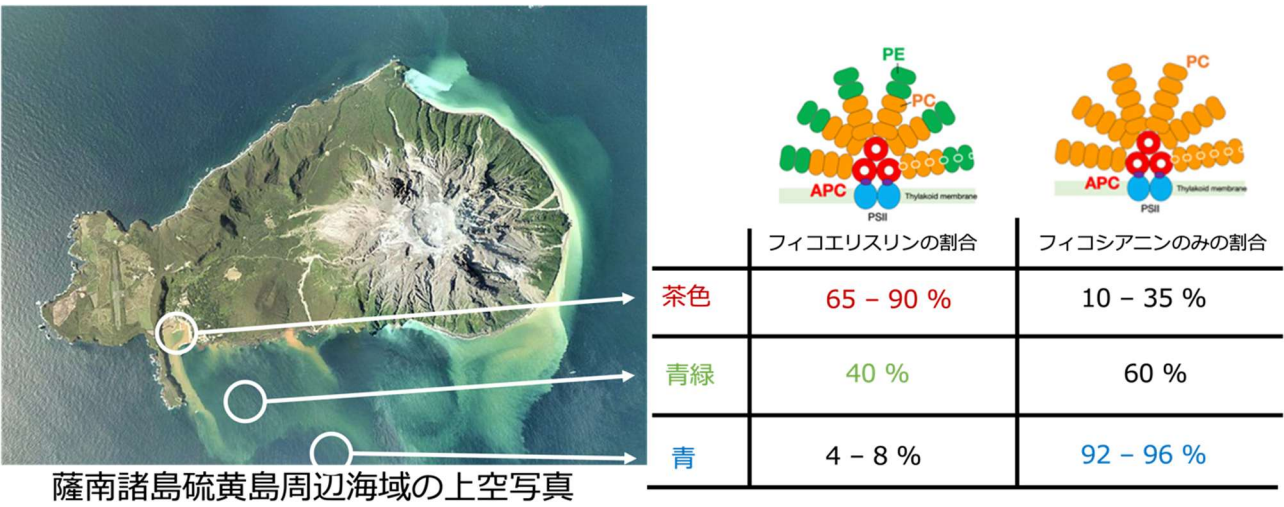 PE
PC
APC
Thylakoid membrane
PSII
PC
APC
Thylakoid membrane
PSII
フィコエリスリンの割合
フィコシアニンのみの割合
茶色
65 – 90 %
10 – 35 %
青緑
40 %
60 %
青
4 – 8 %
92 – 96 %
薩南諸島硫黄島周辺海域の上空写真